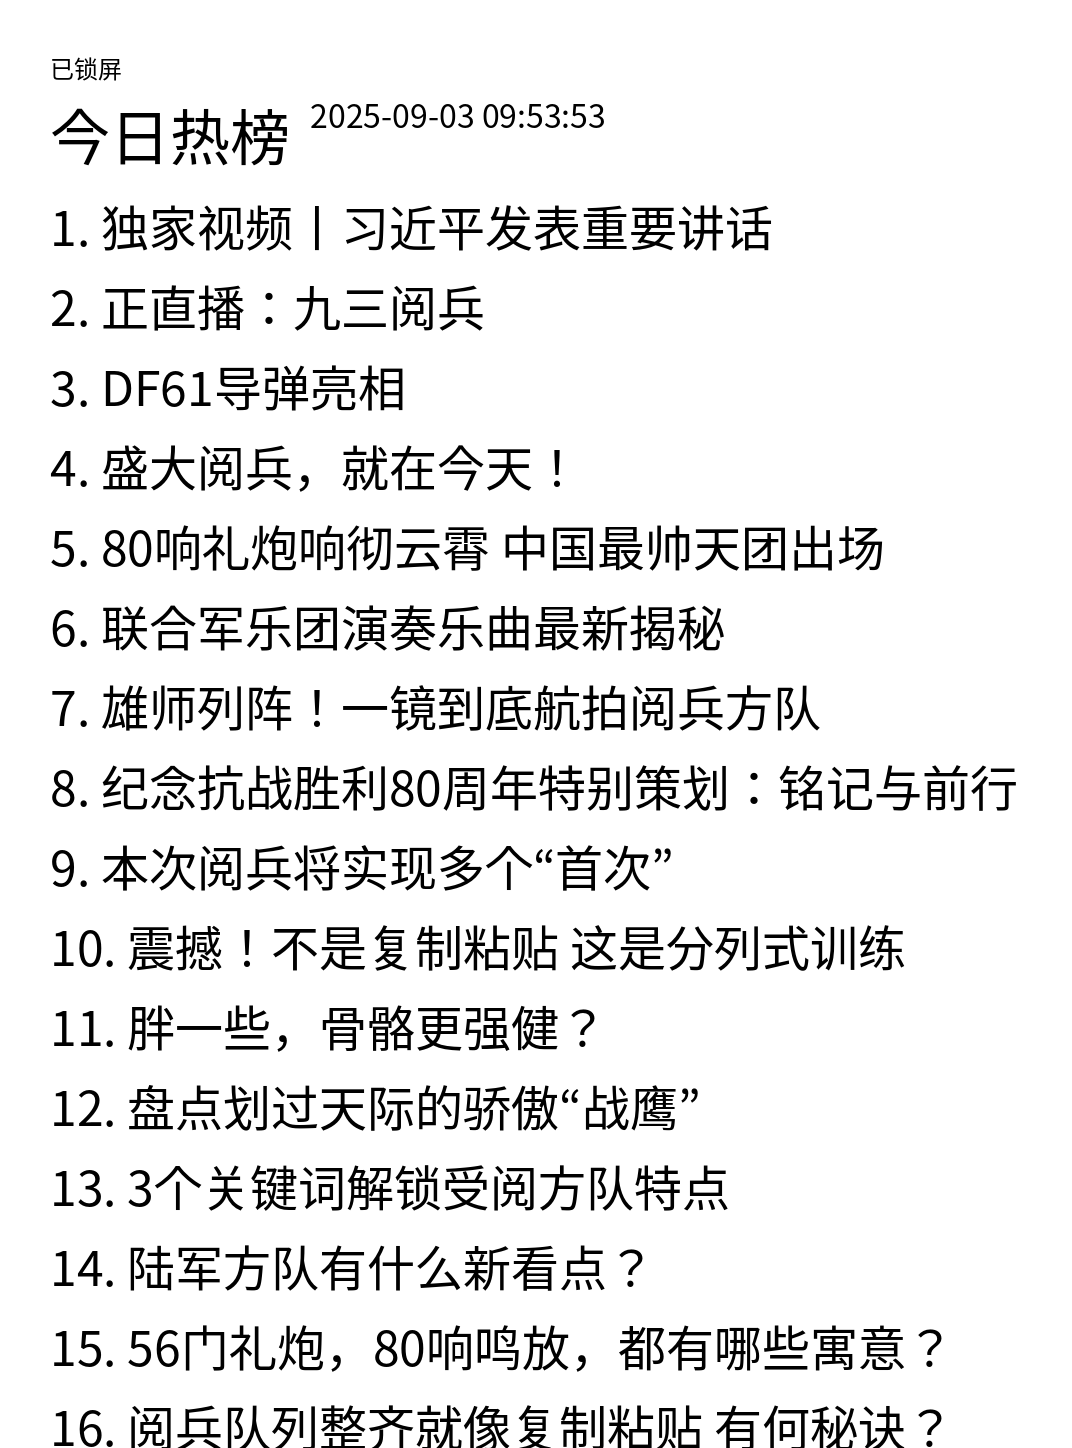 已锁屏
今日热榜 2025-09-03 09:53:53
1. 独家视频丨习近平发表重要讲话
2. 正直播：九三阅兵
3. DF61导弹亮相
4. 盛大阅兵，就在今天！
5. 80响礼炮响彻云霄 中国最帅天团出场
6. 联合军乐团演奏乐曲最新揭秘
7. 雄师列阵！一镜到底航拍阅兵方队
8. 纪念抗战胜利80周年特别策划：铭记与前行
9. 本次阅兵将实现多个“首次”
10. 震撼！不是复制粘贴 这是分列式训练
11. 胖一些，骨骼更强健？
12. 盘点划过天际的骄傲“战鹰”
13. 3个关键词解锁受阅方队特点
14. 陆军方队有什么新看点？
15. 56门礼炮，80响鸣放，都有哪些寓意？
16. 阅兵队列整齐就像复制粘贴 有何秘诀？